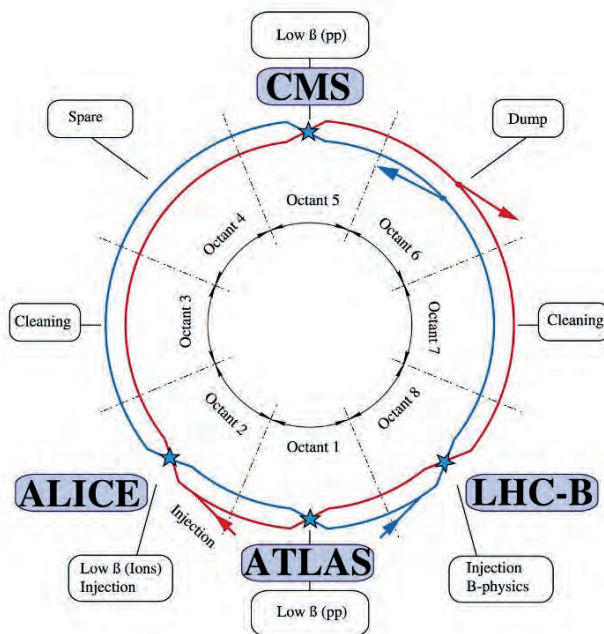 Low ß (pp)
CMS
Spare
Dump
Octant 5
Octant 4
Octant 6
Octant 3
Octant 7
Cleaning
Cleaning
Octant 2
Octant 8
Octant 1
ALICE
LHC-B
Injection
ATLAS
Low ß (Ions)
Injection
Injection
B-physics
Low ß (pp)